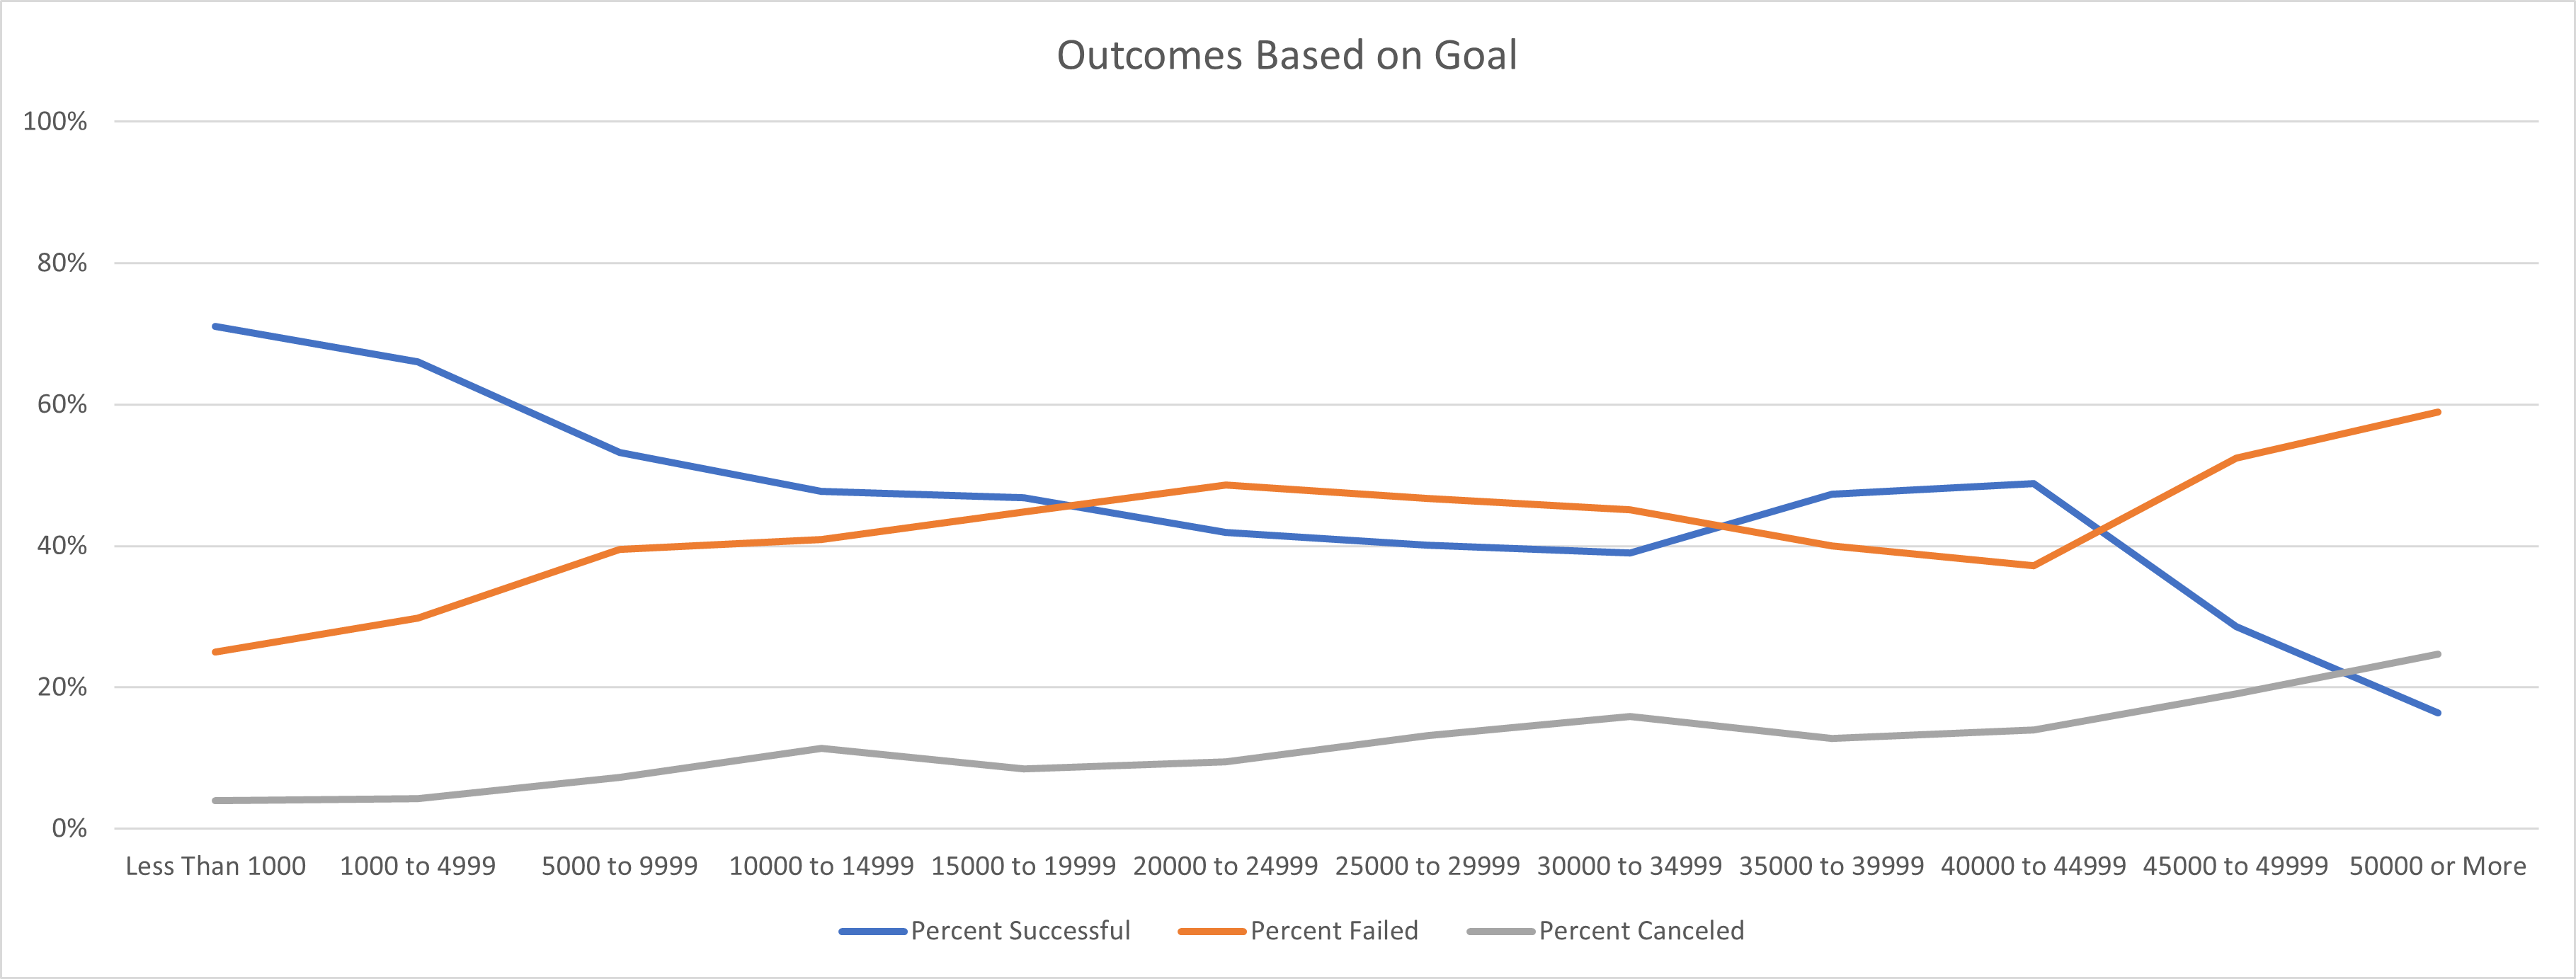 Outcomes Based on Goal
100%
80%
60%
40%
20%
0%
Less Than 1000 1000 to 4999 5000 to 9999 10000 to 14999 15000 to 19999 20000 to 24999 25000 to 29999 30000 to 34999 35000 to 39999 40000 to 44999 45000 to 49999 50000 or More
Percent Successful Percent Failed Percent Canceled